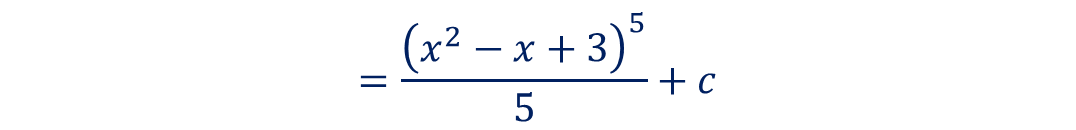 = (x² − x + 3)⁵ / 5 + c